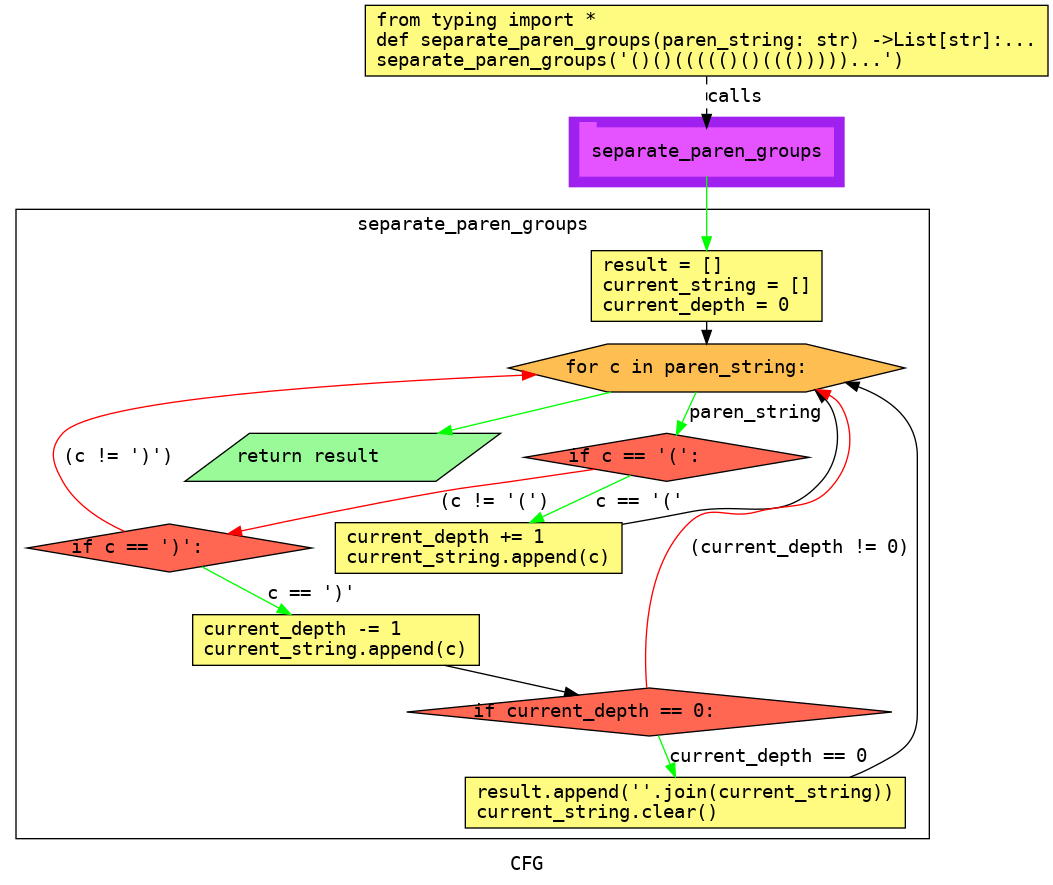 from typing import *
def separate_paren_groups(paren_string: str) ->List[str]:...
separate_paren_groups('()()((((()()((()))))...')
calls
separate_paren_groups
separate_paren_groups
result = []
current_string = []
current_depth = 0
for c in paren_string:
paren_string
(c != ')')
return result
if c == '(':
(c != '(')
c == '('
current_depth += 1
current_string.append(c)
(current_depth != 0)
if c == ')':
c == ')'
current_depth -= 1
current_string.append(c)
if current_depth == 0:
current_depth == 0
result.append(''.join(current_string))
current_string.clear()
CFG